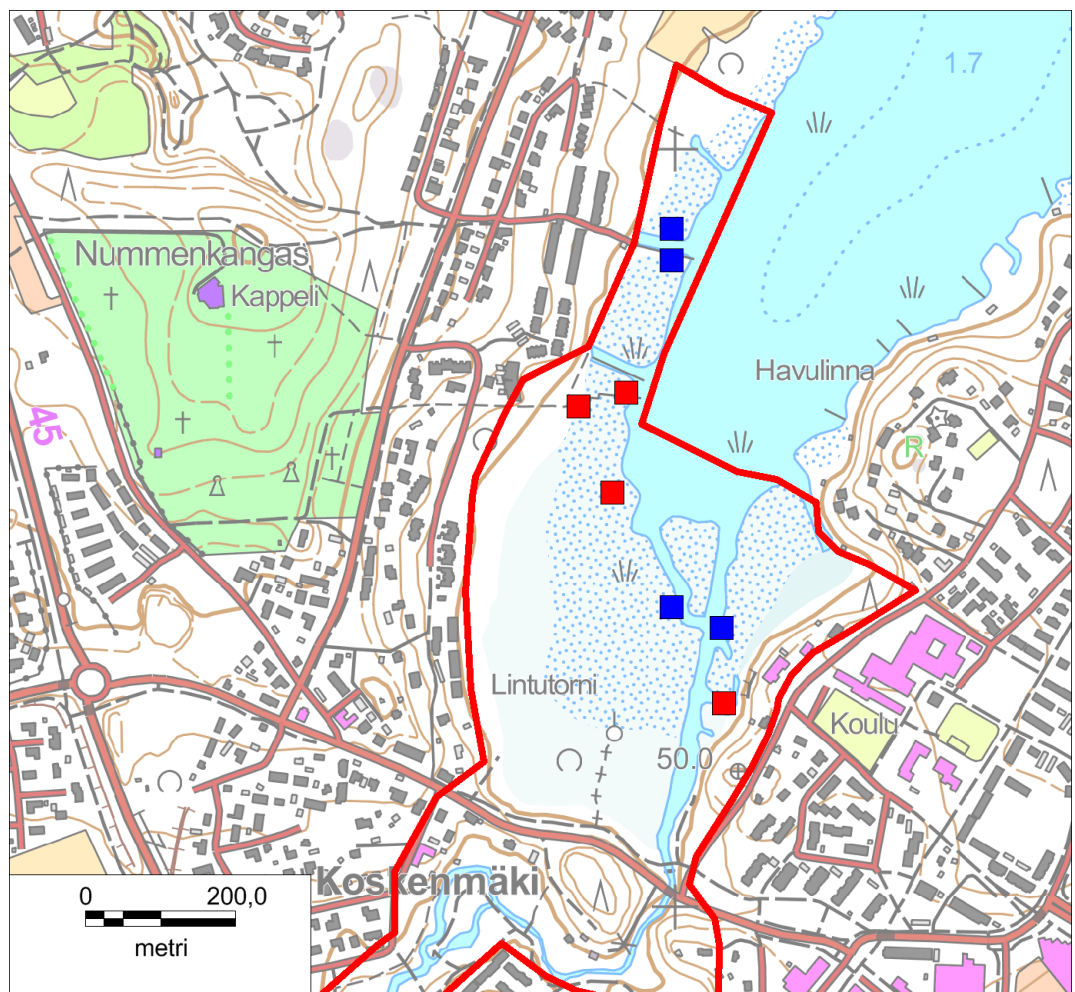 1.7
Nummenkangas
Kappeli
Havulinna
45
R
Lintutorni
Koulu
50.0
Koskenmäki
0 200,0
metri